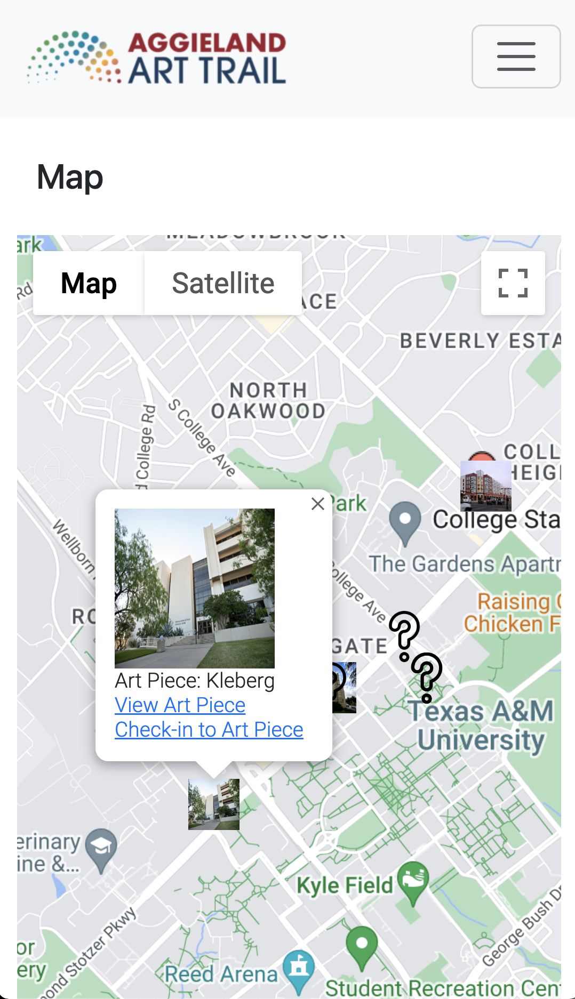 AGGIELAND
ART TRAIL
Map
MEADOWBROOK
ark
Map
Satellite
Rd
ACE
BEVERLY ESTA
NORTH
OAKWOOD
S College Ave
d College Rd
COLL
HEIG
Park
College Sta
Wellborn
The Gardens Apartm
ollege Ave
Raising C
Chicken F
RO
GATE
Art Piece: Kleberg
View Art Piece
Check-in to Art Piece
Texas A&M
University
erinary
ine &...
Kyle Field
George Bush Dr
ond Stotzer Pkwy
or
ery
Reed Arena
Student Recreation Cent